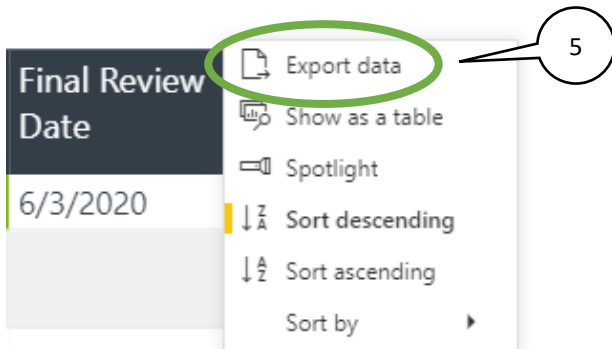 Final Review
Date
6/3/2020
Export data
Show as a table
Spotlight
Sort descending
Sort ascending
Sort by
5